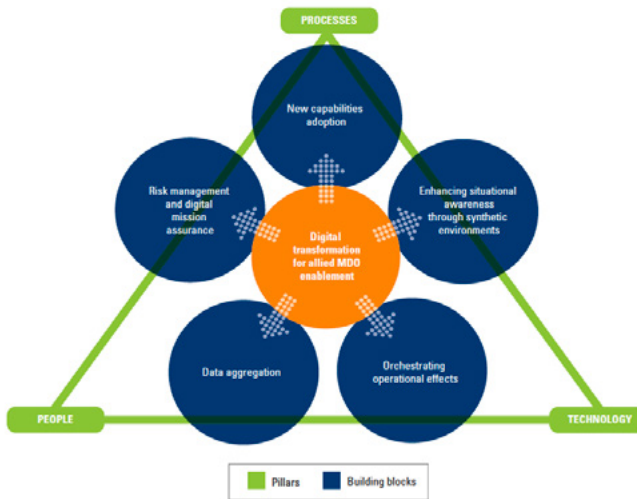 PROCESSES
New capabilities
adoption
Risk management
and digital
mission
assurance
Enhancing situational
awareness
through synthetic
environments
Digital
transformation
for allied MDO
enablement
Data aggregation
Orchestrating
operational effects
PEOPLE
TECHNOLOGY
Pillars
Building blocks